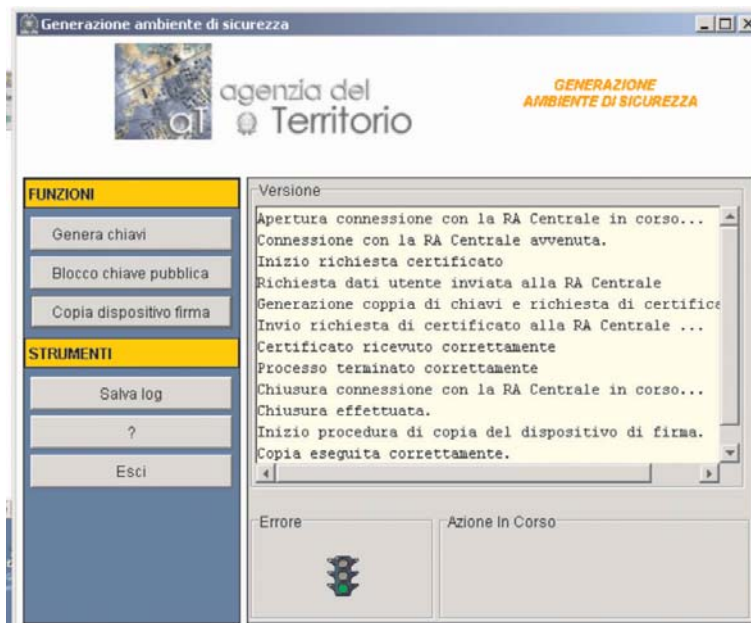 Generazione ambiente di sicurezza
aT
agenzia del
Territorio
GENERAZIONE
AMBIENTE DI SICUREZZA
FUNZIONI
Genera chiavi
Blocco chiave pubblica
Copia dispositivo firma
STRUMENTI
Salva log
?
Esci
Versione
Apertura connessione con la RA Centrale in corso...
Connessione con la RA Centrale avvenuta.
Inizio richiesta certificato
Richiesta dati utente inviata alla RA Centrale
Generazione coppia di chiavi e richiesta di certifica
Invio richiesta di certificato alla RA Centrale ...
Certificato ricevuto correttamente
Processo terminato correttamente
Chiusura connessione con la RA Centrale in corso...
Chiusura effettuata.
Inizio procedura di copia del dispositivo di firma.
Copia eseguita correttamente.
Errore
Azione In Corso